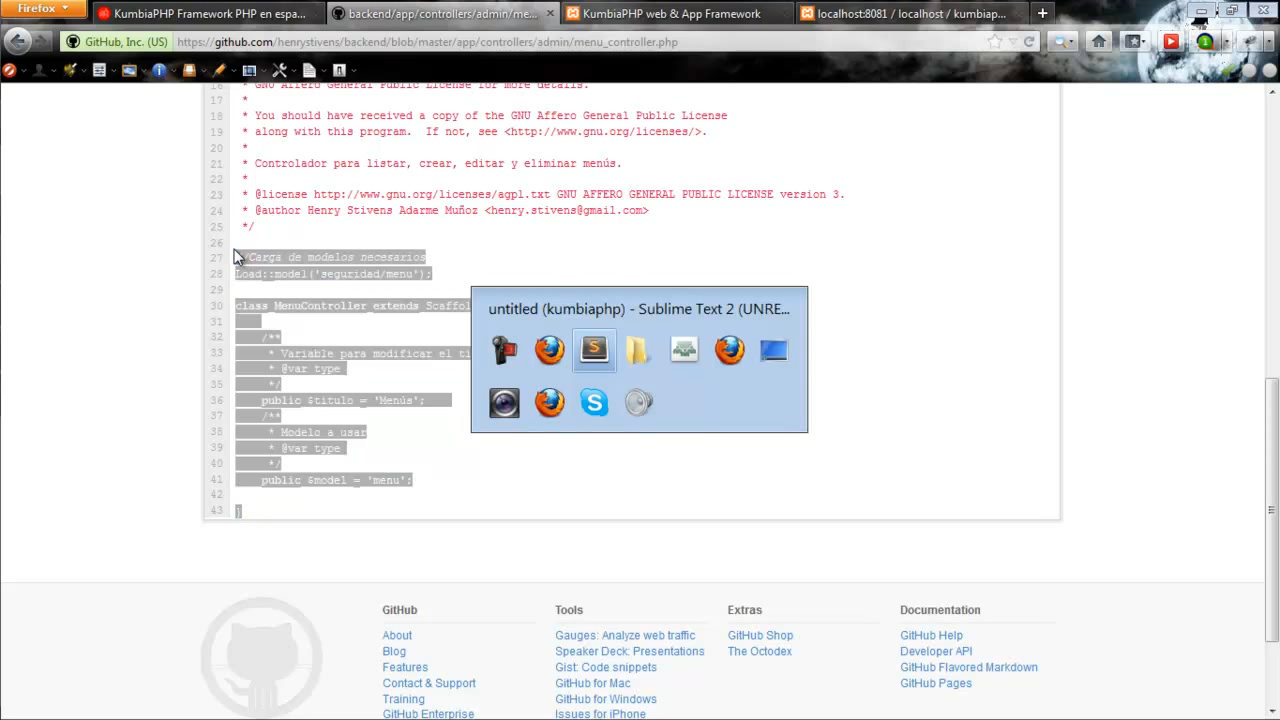 Firefox
KumbiaPHP Framework PHP en espa...
backend/app/controllers/admin/me...
KumbiaPHP web & App Framework
localhost:8081 / localhost / kumbiap...
GitHub, Inc. (US)
https://github.com/henrystivens/backend/blob/master/app/controllers/admin/menu_controller.php
16 * GNU Affero General Public License for more details.
17 *
18 * You should have received a copy of the GNU Affero General Public License
19 * along with this program. If not, see <http://www.gnu.org/licenses/>.
20 *
21 * Controlador para listar, crear, editar y eliminar menús.
22 *
23 * @license http://www.gnu.org/licenses/agpl.txt GNU AFFERO GENERAL PUBLIC LICENSE version 3.
24 * @author Henry Stivens Adarme Muñoz <henry.stivens@gmail.com>
25 */
26
27 Carga de modelos necesarios
28 Load::model('seguridad/menu');
29
30 class MenuController extends Scaffol
31
32 /**
33 * Variable para modificar el ti
34 * @var type
35 */
36 public $titulo = 'Menús';
37 /**
38 * Modelo a usar
39 * @var type
40 */
41 public $model = 'menu';
42
43 }
untitled (kumbiaphp) - Sublime Text 2 (UNRE...
GitHub
About
Blog
Features
Contact & Support
Training
GitHub Enterprise
Tools
Gauges: Analyze web traffic
Speaker Deck: Presentations
Gist: Code snippets
GitHub for Mac
GitHub for Windows
Issues for iPhone
Extras
GitHub Shop
The Octodex
Documentation
GitHub Help
Developer API
GitHub Flavored Markdown
GitHub Pages